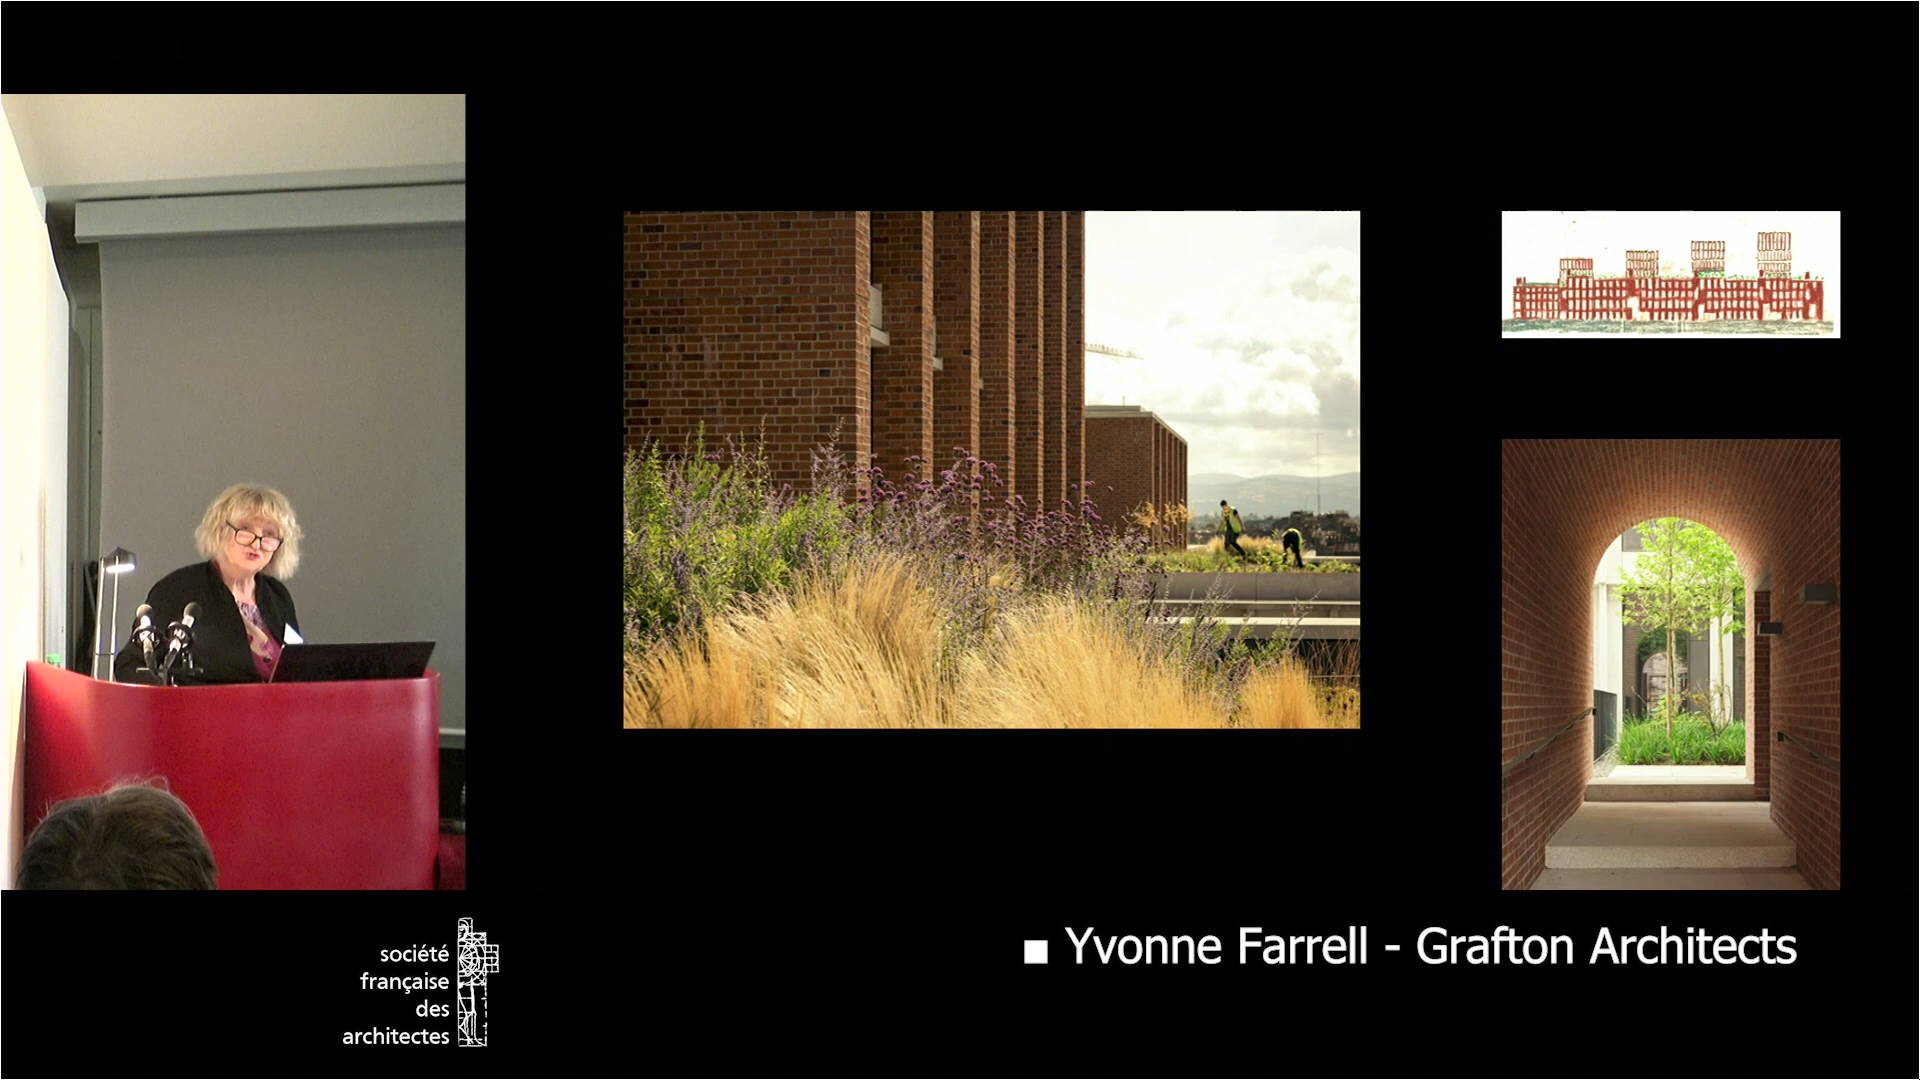 société
française
des
architectes
Yvonne Farrell - Grafton Architects